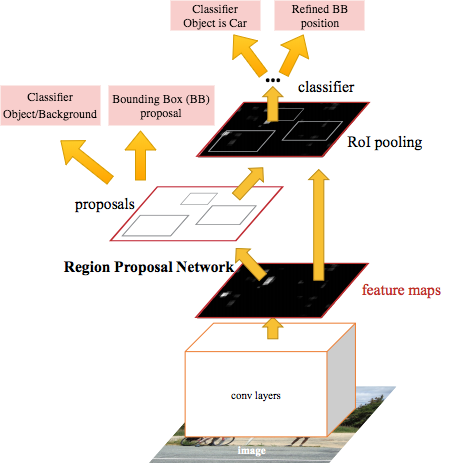 Classifier
Object is Car
Refined BB
position
classifier
Classifier
Object/Background
Bounding Box (BB)
proposal
RoI pooling
proposals
Region Proposal Network
feature maps
conv layers
image